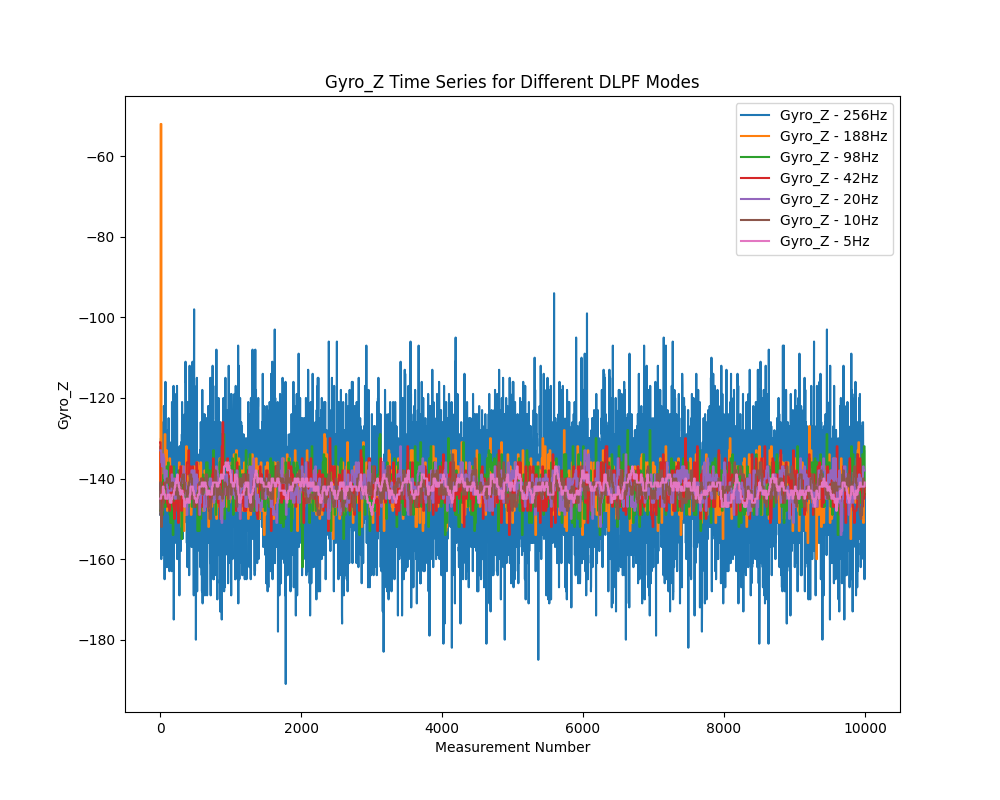 Gyro_Z Time Series for Different DLPF Modes
Gyro_Z - 256Hz
Gyro_Z - 188Hz
Gyro_Z - 98Hz
Gyro_Z - 42Hz
Gyro_Z - 20Hz
Gyro_Z - 10Hz
Gyro_Z - 5Hz
Gyro_Z
−60
−80
−100
−120
−140
−160
−180
0 2000 4000 6000 8000 10000
Measurement Number